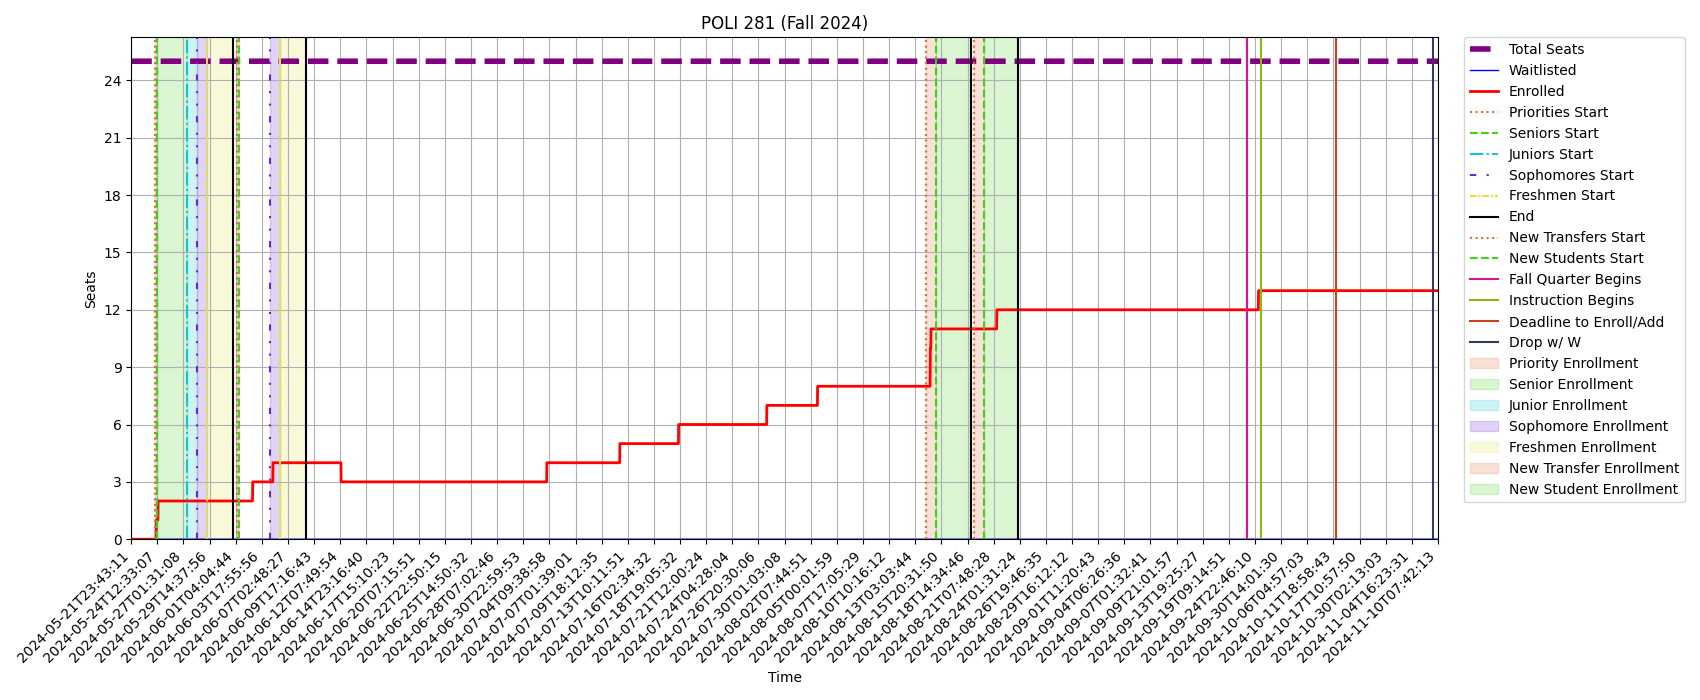 POLI 281 (Fall 2024)
Seats
24
21
18
15
12
9
6
3
0
2024-05-21T23:43:11
2024-05-24T12:33:07
2024-05-27T01:31:08
2024-05-29T14:37:56
2024-06-01T04:04:44
2024-06-03T17:55:56
2024-06-07T02:48:27
2024-06-09T17:16:43
2024-06-12T07:49:54
2024-06-14T23:16:40
2024-06-17T15:10:23
2024-06-20T07:15:51
2024-06-22T22:50:15
2024-06-25T14:50:32
2024-06-28T07:02:46
2024-06-30T22:59:53
2024-07-04T09:38:58
2024-07-07T01:39:01
2024-07-09T18:12:35
2024-07-13T10:11:51
2024-07-16T02:34:32
2024-07-18T19:05:32
2024-07-21T12:00:24
2024-07-24T04:28:04
2024-07-26T20:30:06
2024-07-30T01:03:08
2024-08-02T07:44:51
2024-08-05T00:01:59
2024-08-07T17:05:29
2024-08-10T10:16:12
2024-08-13T03:03:44
2024-08-15T20:31:50
2024-08-18T14:34:46
2024-08-21T07:48:28
2024-08-24T01:31:24
2024-08-26T19:46:35
2024-08-29T16:12:12
2024-09-01T11:20:43
2024-09-04T06:26:36
2024-09-07T01:32:41
2024-09-09T21:01:57
2024-09-13T19:25:27
2024-09-19T09:14:51
2024-09-24T22:46:10
2024-09-30T14:01:30
2024-10-06T04:57:03
2024-10-11T18:58:43
2024-10-17T10:57:50
2024-10-30T02:13:03
2024-11-04T16:23:31
2024-11-10T07:42:13
Time
Total Seats
Waitlisted
Enrolled
Priorities Start
Seniors Start
Juniors Start
Sophomores Start
Freshmen Start
End
New Transfers Start
New Students Start
Fall Quarter Begins
Instruction Begins
Deadline to Enroll/Add
Drop w/ W
Priority Enrollment
Senior Enrollment
Junior Enrollment
Sophomore Enrollment
Freshmen Enrollment
New Transfer Enrollment
New Student Enrollment